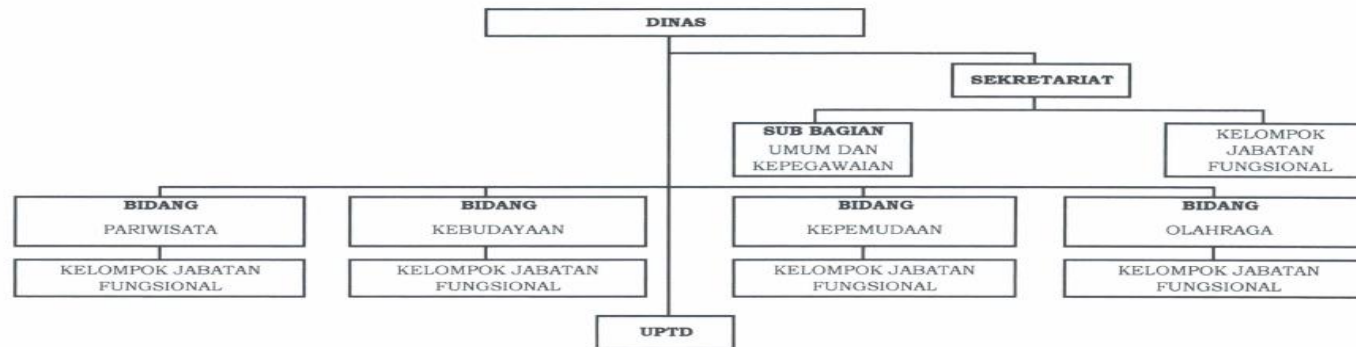 DINAS
SEKRETARIAT
SUB BAGIAN
UMUM DAN
KEPEGAWAIAN
KELOMPOK
JABATAN
FUNGSIONAL
BIDANG
PARIWISATA
BIDANG
KEBUDAYAAN
BIDANG
KEPEMUDAAN
BIDANG
OLAHRAGA
KELOMPOK JABATAN
FUNGSIONAL
KELOMPOK JABATAN
FUNGSIONAL
KELOMPOK JABATAN
FUNGSIONAL
KELOMPOK JABATAN
FUNGSIONAL
UPTD